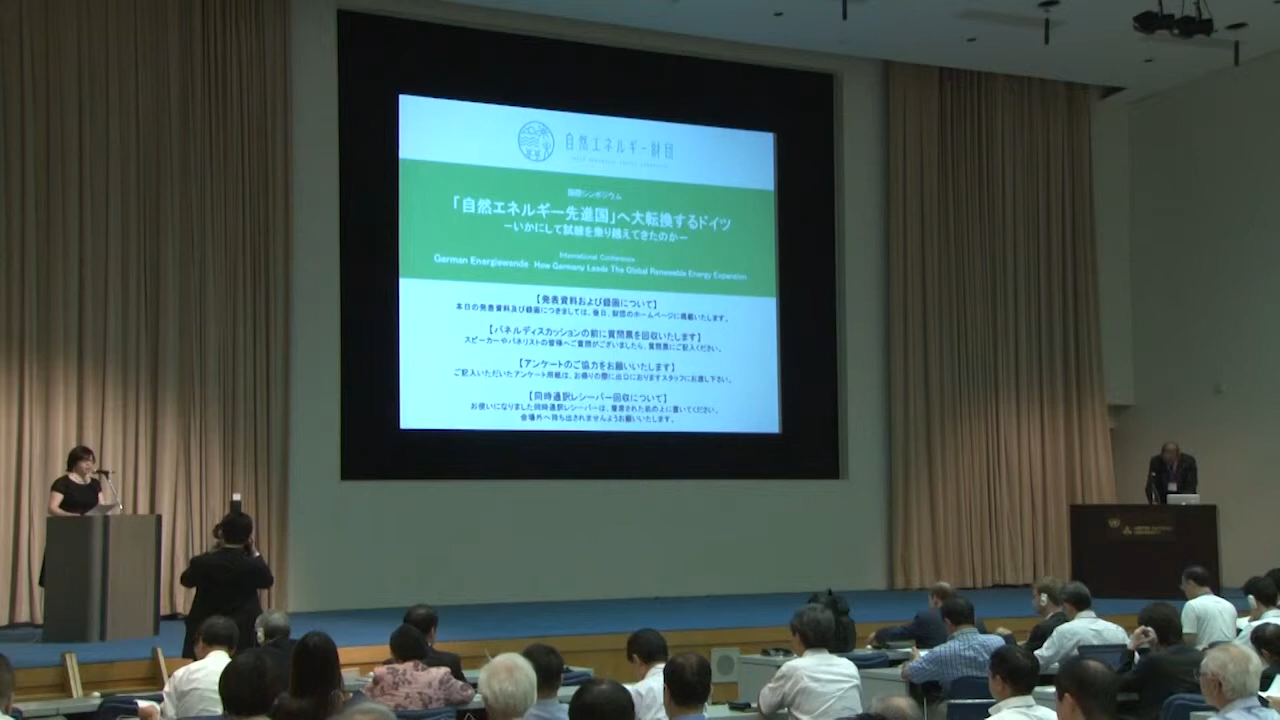 自然エネルギー財団
国際シンポジウム
「自然エネルギー先進国」へ大転換するドイツ
－いかにして試練を乗り越えてきたのか－
International Conference
German Energiewende How Germany Leads The Global Renewable Energy Expansion
【発表資料および録画について】
本日の発表資料及び録画につきましては、後日、財団のホームページに掲載いたします。
【パネルディスカッションの前に質問票を回収いたします】
スピーカーやパネリストの皆様へご質問がございましたら、質問票にご記入ください。
【アンケートのご協力をお願いいたします】
ご記入いただいたアンケート用紙は、お帰りの際に出口におりますスタッフにお渡し下さい。
【同時通訳レシーバー回収について】
お使いになりました同時通訳レシーバーは、着席された机の上に置いてください。
会場外へ持ち出されませんようお願いいたします。
UNITED NATIONS
UNIVERSITY